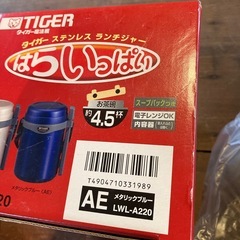 TIGER
タイガー魔法瓶
タイガー ステンレス ランチジャー
はらいっぱい
お茶碗
約4.5杯
スープパックつき
電子レンジOK
内容器
メタリックブルー〈AE〉
20
T4904710331989
AE メタリックブルー
LWL-A220